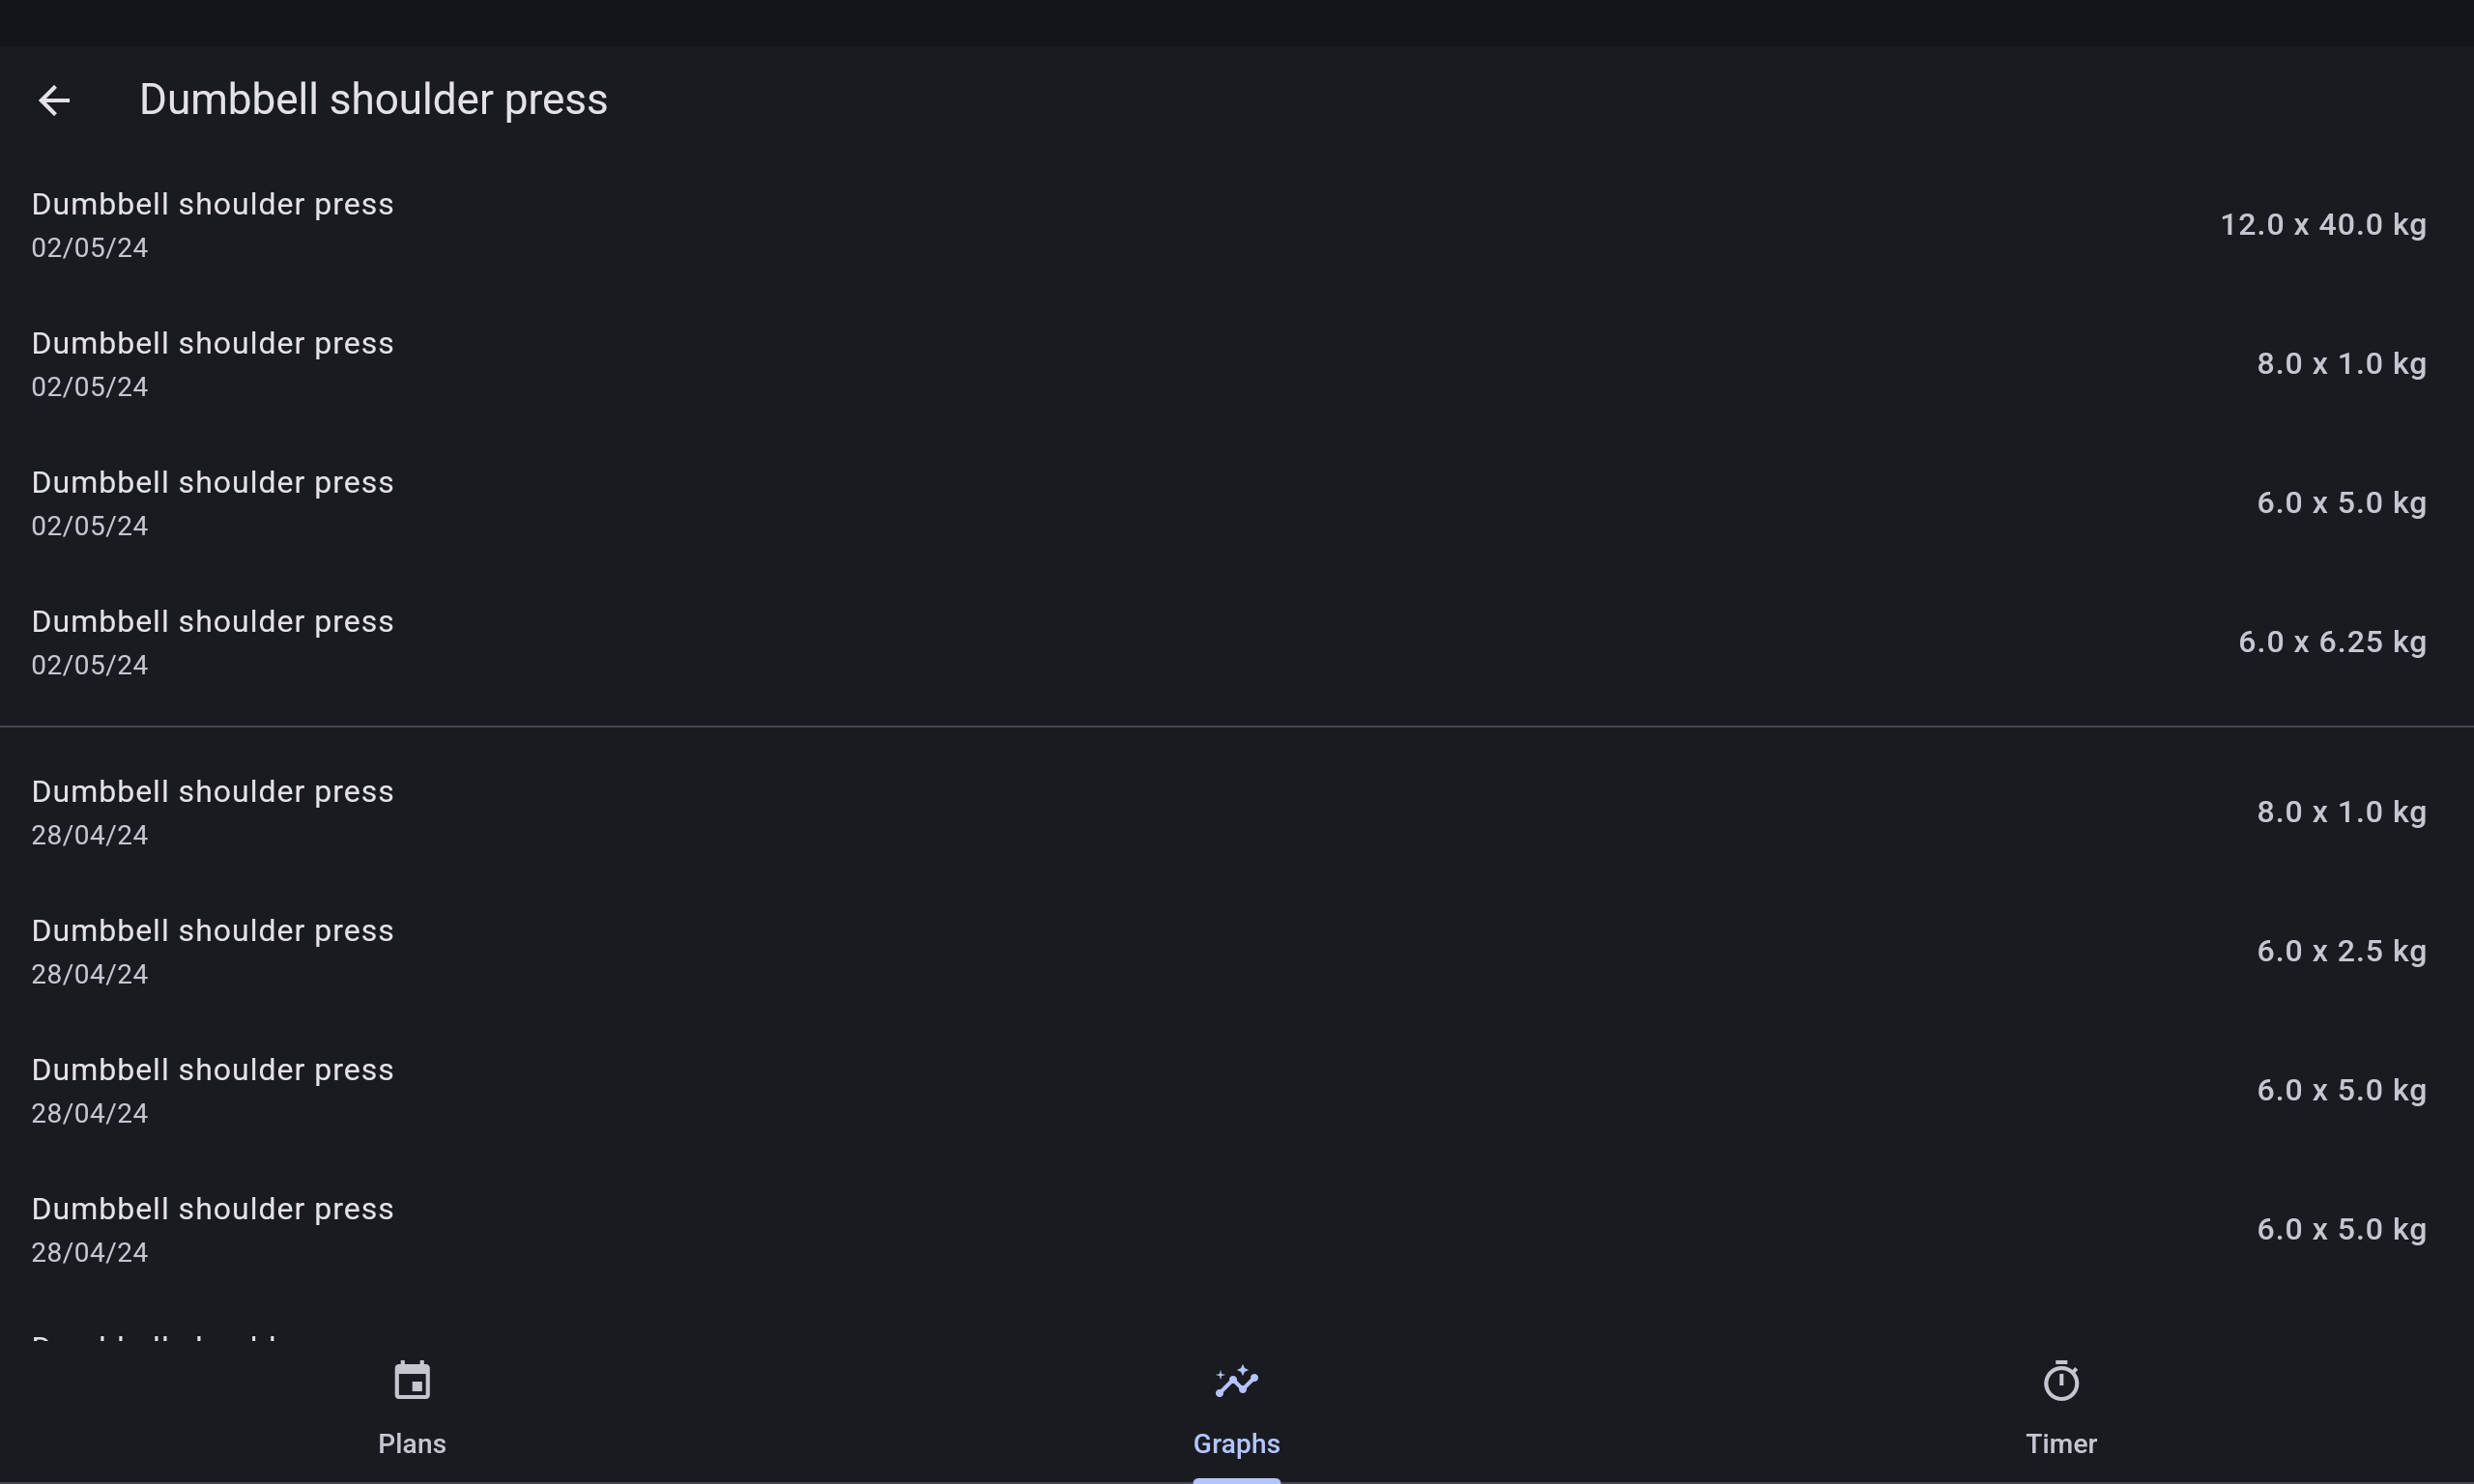 Dumbbell shoulder press
Dumbbell shoulder press
02/05/24
12.0 x 40.0 kg
Dumbbell shoulder press
02/05/24
8.0 x 1.0 kg
Dumbbell shoulder press
02/05/24
6.0 x 5.0 kg
Dumbbell shoulder press
02/05/24
6.0 x 6.25 kg
Dumbbell shoulder press
28/04/24
8.0 x 1.0 kg
Dumbbell shoulder press
28/04/24
6.0 x 2.5 kg
Dumbbell shoulder press
28/04/24
6.0 x 5.0 kg
Dumbbell shoulder press
28/04/24
6.0 x 5.0 kg
Plans
Graphs
Timer